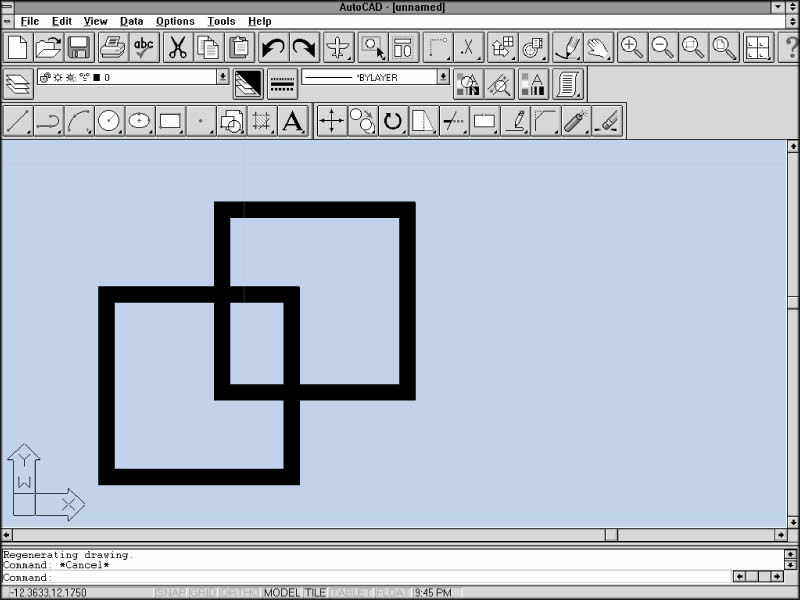 AutoCAD - [unnamed]
File Edit View Data Options Tools Help
abc
0 BYLAYER
A A
Y
W
X
Regenerating drawing.
Command: *Cancel*
Command:
-12.3633,12.1750 SNAP GRID ORTHO MODEL TILE TABLET FLOAT 9:45 PM